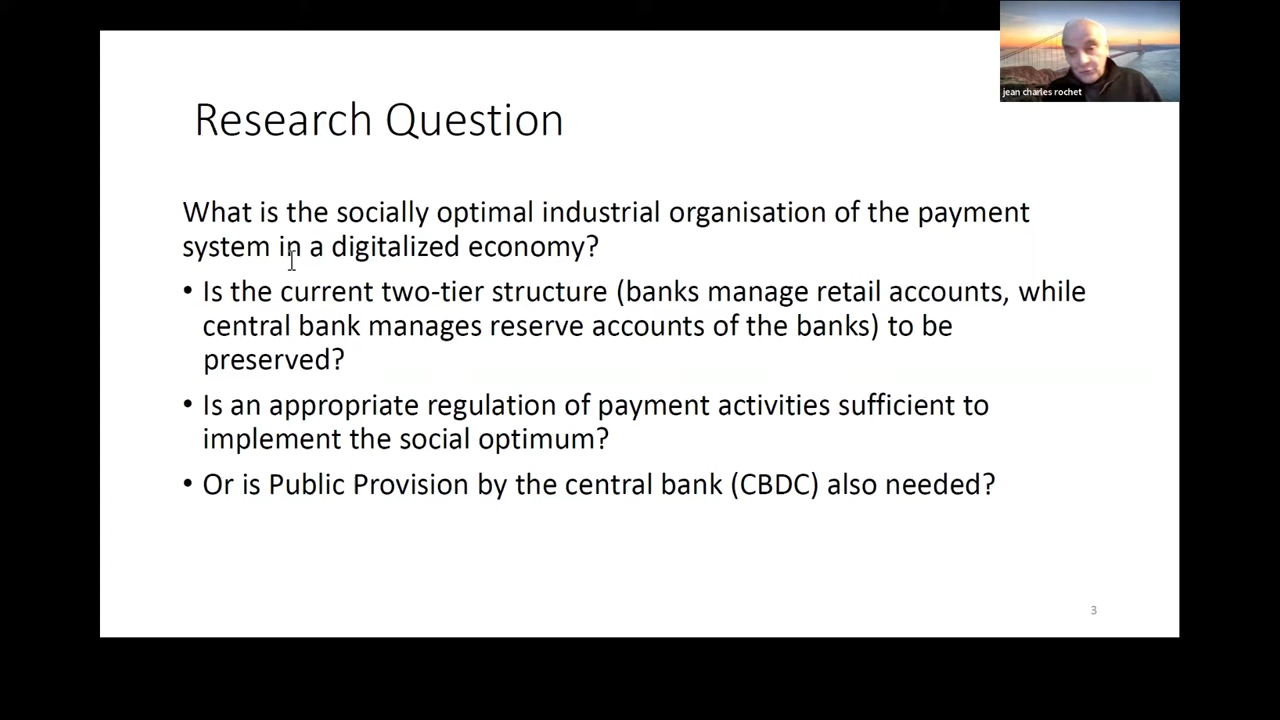 jean charles rochet
Research Question
What is the socially optimal industrial organisation of the payment
system in a digitalized economy?
• Is the current two-tier structure (banks manage retail accounts, while
central bank manages reserve accounts of the banks) to be
preserved?
• Is an appropriate regulation of payment activities sufficient to
implement the social optimum?
• Or is Public Provision by the central bank (CBDC) also needed?
3